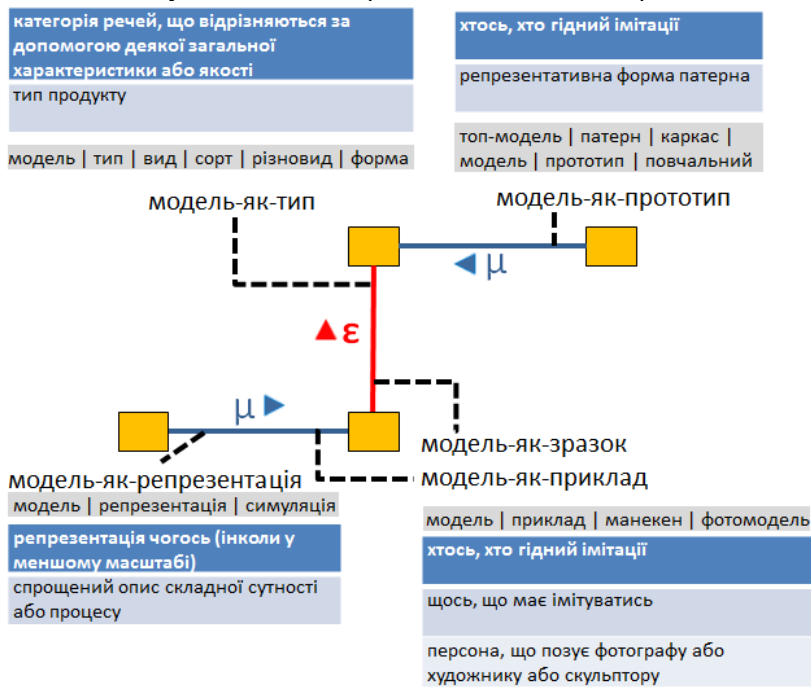 категорія речей, що відрізняються за
допомогою деякої загальної
характеристики або якості
тип продукту
модель | тип | вид | сорт | різновид | форма
хтось, хто гідний імітації
репрезентативна форма патерна
топ-модель | патерн | каркас |
модель | прототип | повчальний
модель-як-тип
модель-як-прототип
◀ μ
▲ ε
μ ▶
модель-як-зразок
модель-як-репрезентація
модель-як-приклад
модель | репрезентація | симуляція
репрезентація чогось (інколи у
меншому масштабі)
спрощений опис складної сутності
або процесу
модель | приклад | манекен | фотомодель
хтось, хто гідний імітації
щось, що має імітуватись
персона, що позує фотографу або
художнику або скульптору